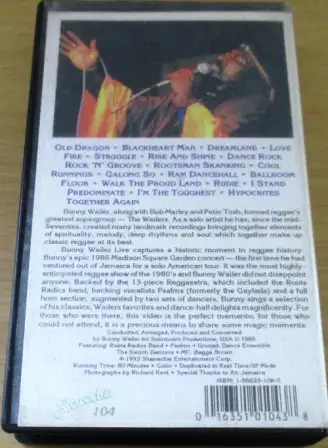 OLD DRAGON • BLACKHEART MAN • DREAMLAND • LOVE
FIRE • STRUGGLE • RISE AND SHINE • DANCE ROCK
ROCK 'N' GROOVE • ROOTSMAN SKANKING • COOL
RUNNINGS • GALONG SO • RAM DANCEHALL • BALLROOM
FLOOR • WALK THE PROUD LAND • RUDIE • I STAND
PREDOMINATE • I'M THE TOUGHEST • HYPOCRITES
TOGETHER AGAIN
Bunny Wailer, along with Bob Marley and Peter Tosh, formed reggae's
greatest supergroup — The Wailers. As a solo artist he has, since the mid-
Seventies, created many landmark recordings bringing together elements
of spirituality, melody, deep rhythms and soul which together make up
classic reggae at its best.
Bunny Wailer Live captures a historic moment to reggae history:
Bunny's epic 1986 Madison Square Garden concert — the first time he had
ventured out of Jamaica for a solo American tour. It was the most highly-
anticipated reggae show of the 1980's and Bunny Wailer did not disappoint
anyone. Backed by the 13-piece Reggaestra, which included the Roots
Radics band, backing vocalists Psalms (formerly the Gaylads) and a full
horn section, augmented by two sets of dancers, Bunny sings a selection
of his classics, Wailers favorites and dance-hall delights magnificently. For
those who were there, this video is the perfect memento; for those who
could not attend, it is a precious means to share some magic moments.
Conducted, Arranged, Produced and Conceived by
Bunny Wailer for Solomonic Productions, USA © 1986
Featuring: Roots Radics Band • Psalms • Unique Dance Ensemble
The Switch Dancers • MC: Bagga Brown
© 1993 Shanachie Entertainment Corp.
Running Time: 80 Minutes • Color • Duplicated in Real Time/SP Mode
Photographs by Richard Kent • Special Thanks to Air Jamaica
Shanachie
104
ISBN: 1-56633-108-0
0 16351 01043 8